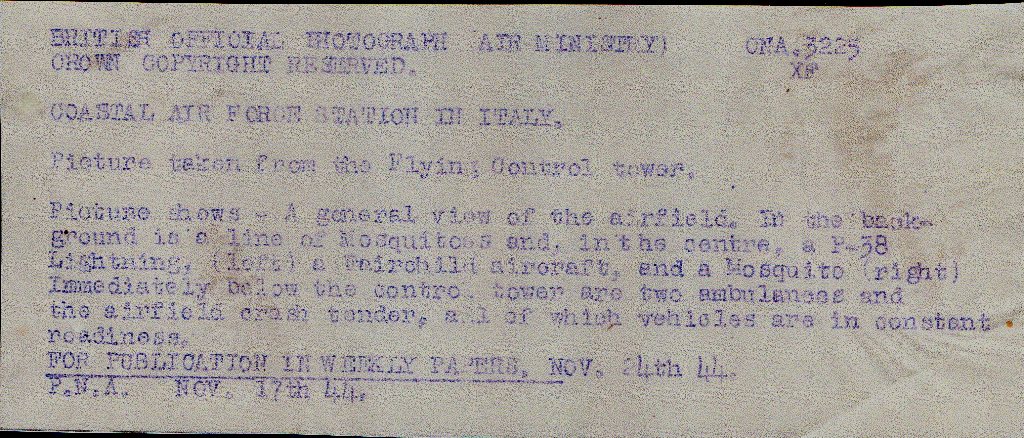 BRITISH OFFICIAL PHOTOGRAPH (AIR MINISTRY) CNA.3225
CROWN COPYRIGHT RESERVED. XP
COASTAL AIR FORCE STATION IN ITALY.
Picture taken from the Flying Control tower.
Picture shows - A general view of the airfield. In the back-
ground is a line of Mosquitoes and, in the centre, a P-38
Lightning, (left) a Fairchild aircraft, and a Mosquito (right)
Immediately below the control tower are two ambulances and
the airfield crash tender, all of which vehicles are in constant
readiness.
FOR PUBLICATION IN WEEKLY PAPERS, NOV. 24th 44.
P.N.A. NOV. 17th 44.